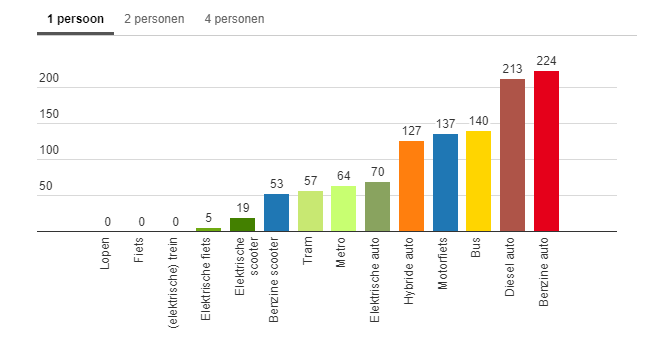 1 persoon 2 personen 4 personen
200
150
100
50
0 0 0 5 19 53 57 64 70 127 137 140 213 224
Lopen
Fiets
(elektrische) trein
Elektrische fiets
Elektrische
scooter
Benzine scooter
Tram
Metro
Elektrische auto
Hybride auto
Motorfiets
Bus
Diesel auto
Benzine auto